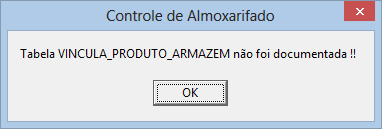 Controle de Almoxarifado
Tabela VINCULA_PRODUTO_ARMAZEM não foi documentada !!
OK